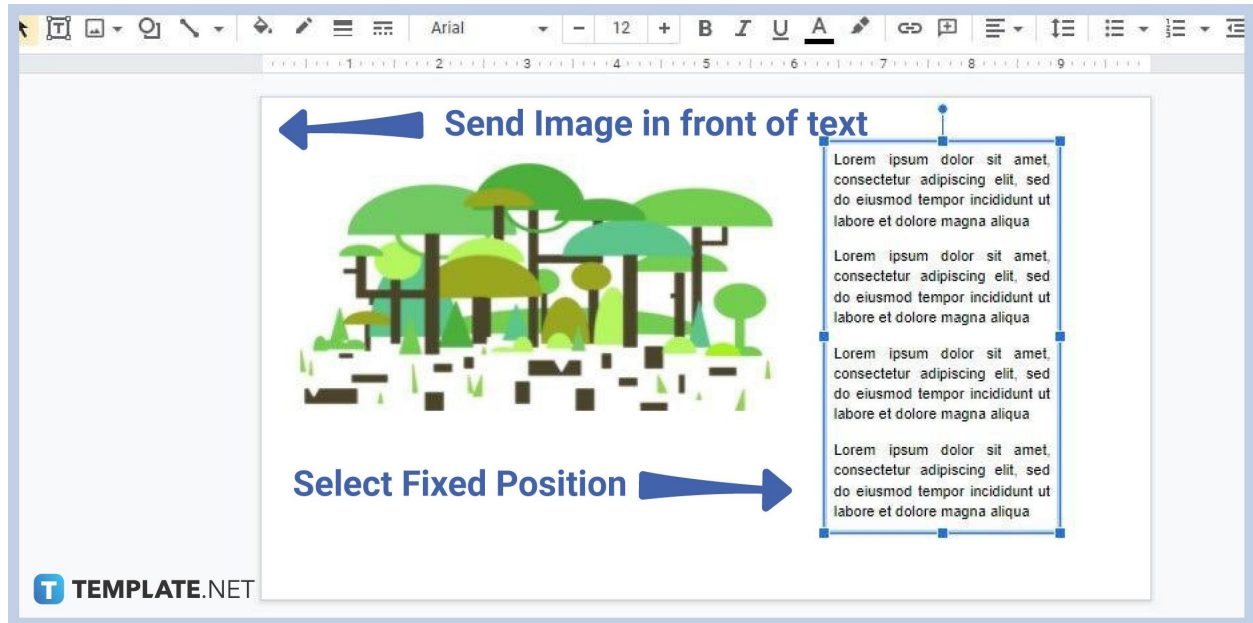 Arial - 12 + B I U A
1 2 3 4 5 6 7 8 9
Send Image in front of text
Lorem ipsum dolor sit amet,
consectetur adipiscing elit, sed
do eiusmod tempor incididunt ut
labore et dolore magna aliqua
Lorem ipsum dolor sit amet,
consectetur adipiscing elit, sed
do eiusmod tempor incididunt ut
labore et dolore magna aliqua
Lorem ipsum dolor sit amet,
consectetur adipiscing elit, sed
do eiusmod tempor incididunt ut
labore et dolore magna aliqua
Lorem ipsum dolor sit amet,
consectetur adipiscing elit, sed
do eiusmod tempor incididunt ut
labore et dolore magna aliqua
Select Fixed Position
T TEMPLATE.NET